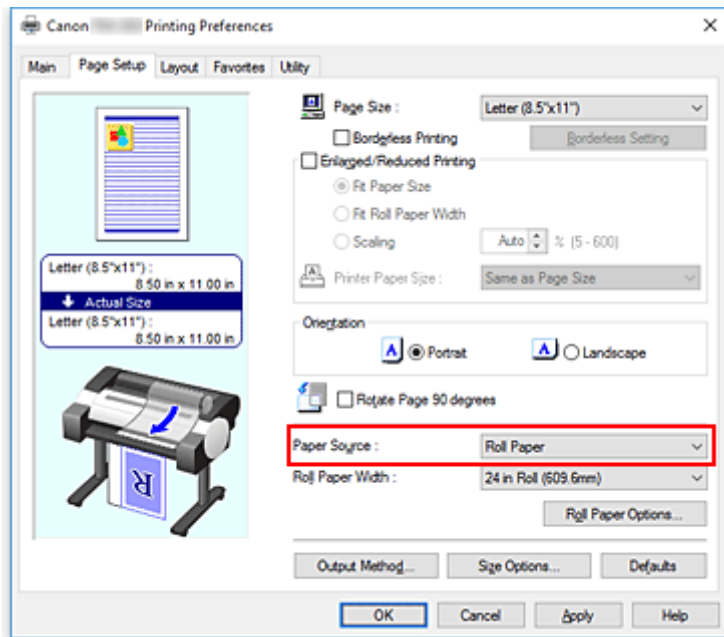 Canon Printing Preferences
Main Page Setup Layout Favorites Utility
Page Size : Letter (8.5"x11")
Borderless Printing Borderless Setting
Enlarged/Reduced Printing
Fit Paper Size
Fit Roll Paper Width
Scaling Auto % (5 - 600)
Printer Paper Size : Same as Page Size
Letter (8.5"x11") :
8.50 in x 11.00 in
Actual Size
Letter (8.5"x11") :
8.50 in x 11.00 in
Orientation
A Portrait A Landscape
Rotate Page 90 degrees
Paper Source : Roll Paper
Roll Paper Width : 24 in Roll (609.6mm)
Roll Paper Options...
R
Output Method... Size Options... Defaults
OK Cancel Apply Help